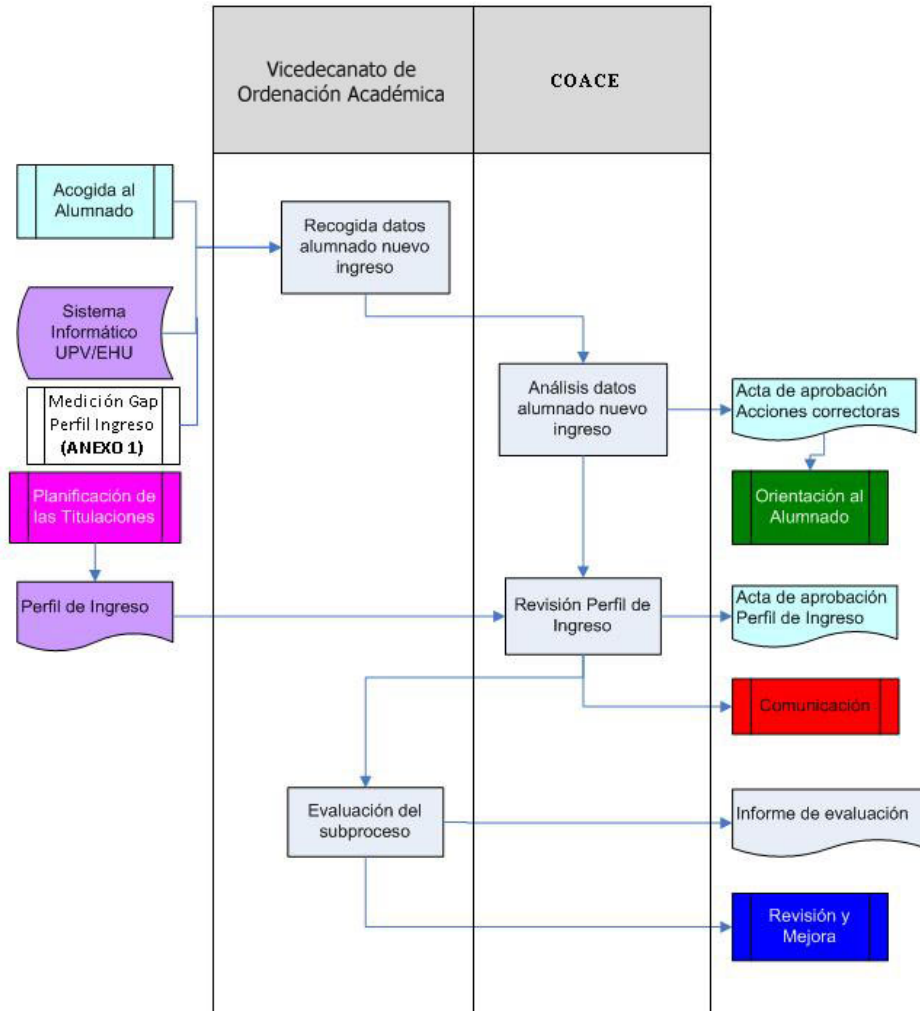 Vicedecanato de
Ordenación Académica
COACE
Acogida al
Alumnado
Recogida datos
alumnado nuevo
ingreso
Sistema
Informático
UPV/EHU
Medición Gap
Perfil Ingreso
(ANEXO 1)
Análisis datos
alumnado nuevo
ingreso
Acta de aprobación
Acciones correctoras
Planificación de
las Titulaciones
Orientación al
Alumnado
Perfil de Ingreso
Revisión Perfil de
Ingreso
Acta de aprobación
Perfil de Ingreso
Comunicación
Evaluación del
subproceso
Informe de evaluación
Revisión y
Mejora